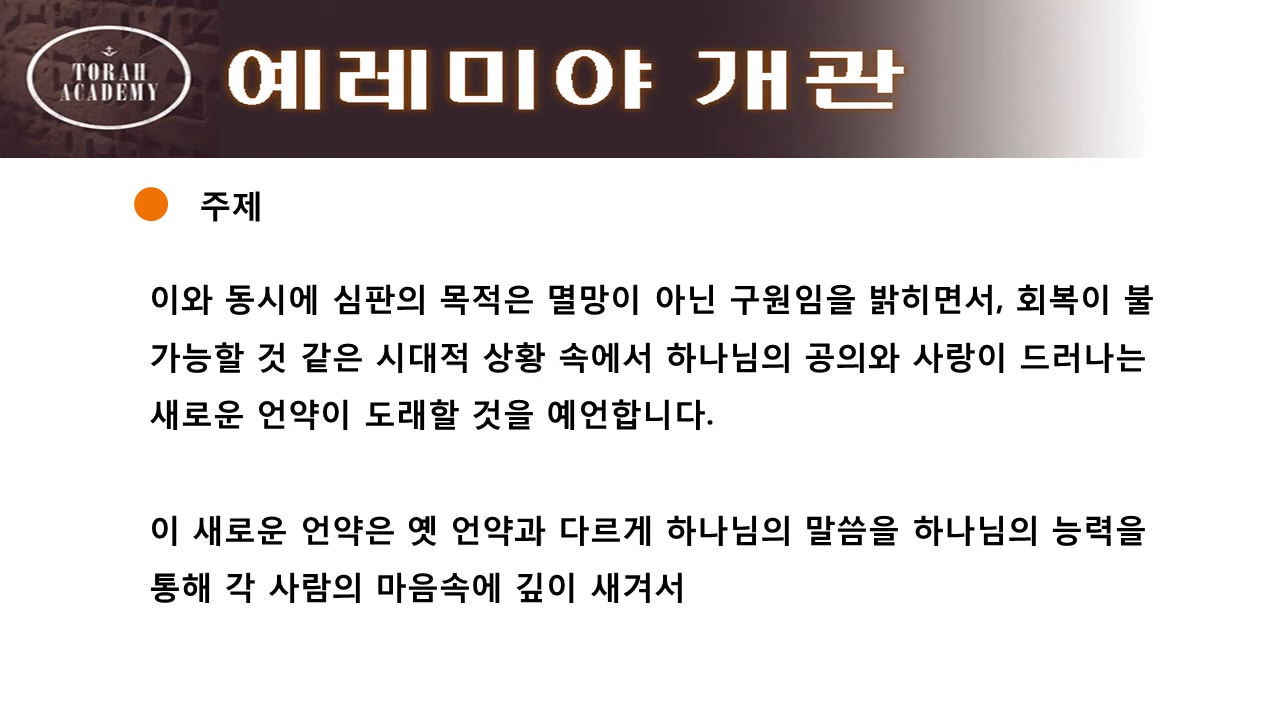 TORAH
ACADEMY
예레미야 개관
주제
이와 동시에 심판의 목적은 멸망이 아닌 구원임을 밝히면서, 회복이 불
가능할 것 같은 시대적 상황 속에서 하나님의 공의와 사랑이 드러나는
새로운 언약이 도래할 것을 예언합니다.
이 새로운 언약은 옛 언약과 다르게 하나님의 말씀을 하나님의 능력을
통해 각 사람의 마음속에 깊이 새겨서